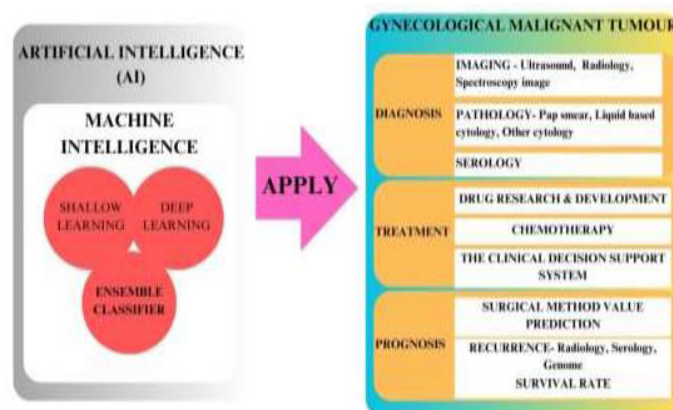 ARTIFICIAL INTELLIGENCE
(AI)
MACHINE
INTELLIGENCE
SHALLOW
LEARNING
DEEP
LEARNING
ENSEMBLE
CLASSIFIER
APPLY
GYNECOLOGICAL MALIGNANT TUMOUR
DIAGNOSIS
IMAGING - Ultrasound, Radiology,
Spectroscopy image
PATHOLOGY- Pap smear, Liquid based
cytology, Other cytology
SEROLOGY
TREATMENT
DRUG RESEARCH & DEVELOPMENT
CHEMOTHERAPY
THE CLINICAL DECISION SUPPORT
SYSTEM
PROGNOSIS
SURGICAL METHOD VALUE
PREDICTION
RECURRENCE- Radiology, Serology,
Genome
SURVIVAL RATE